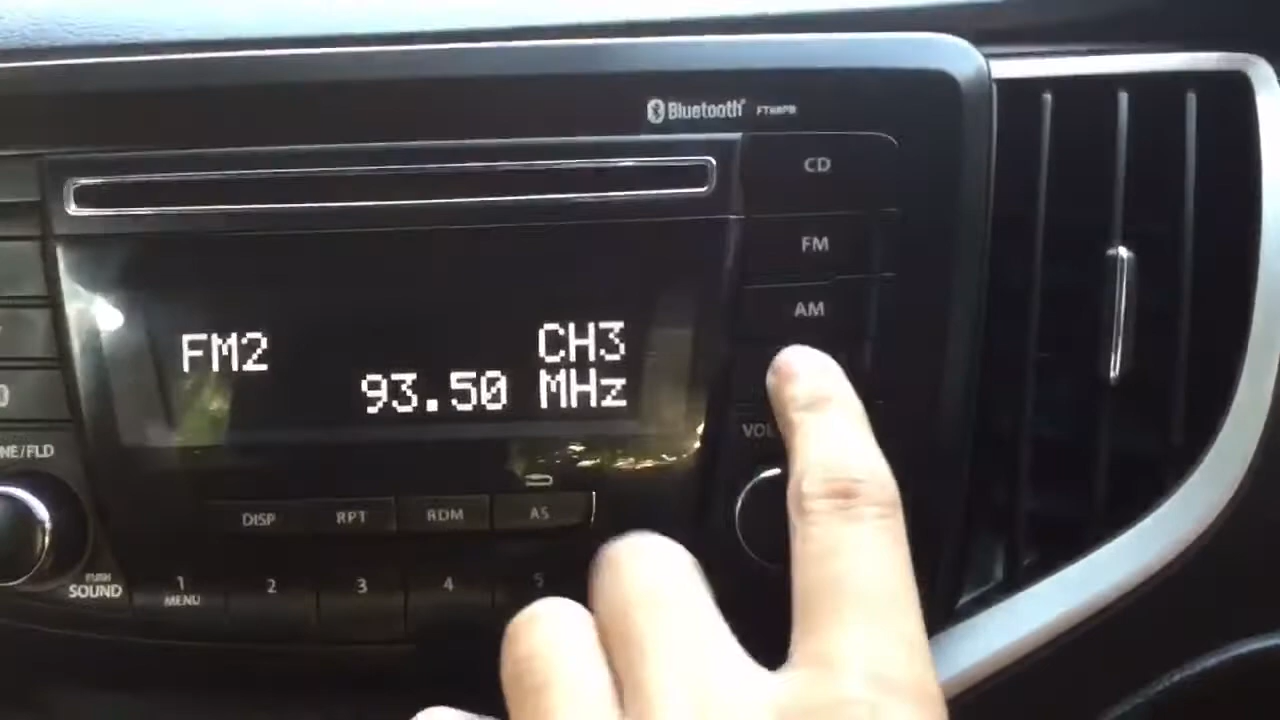 Bluetooth
CD
FM
AM
FM2
CH3
93.50 MHz
NE/FLD
VOL
DISP
RPT
RDM
AS
PUSH
SOUND
1
MENU
2
3
4
5